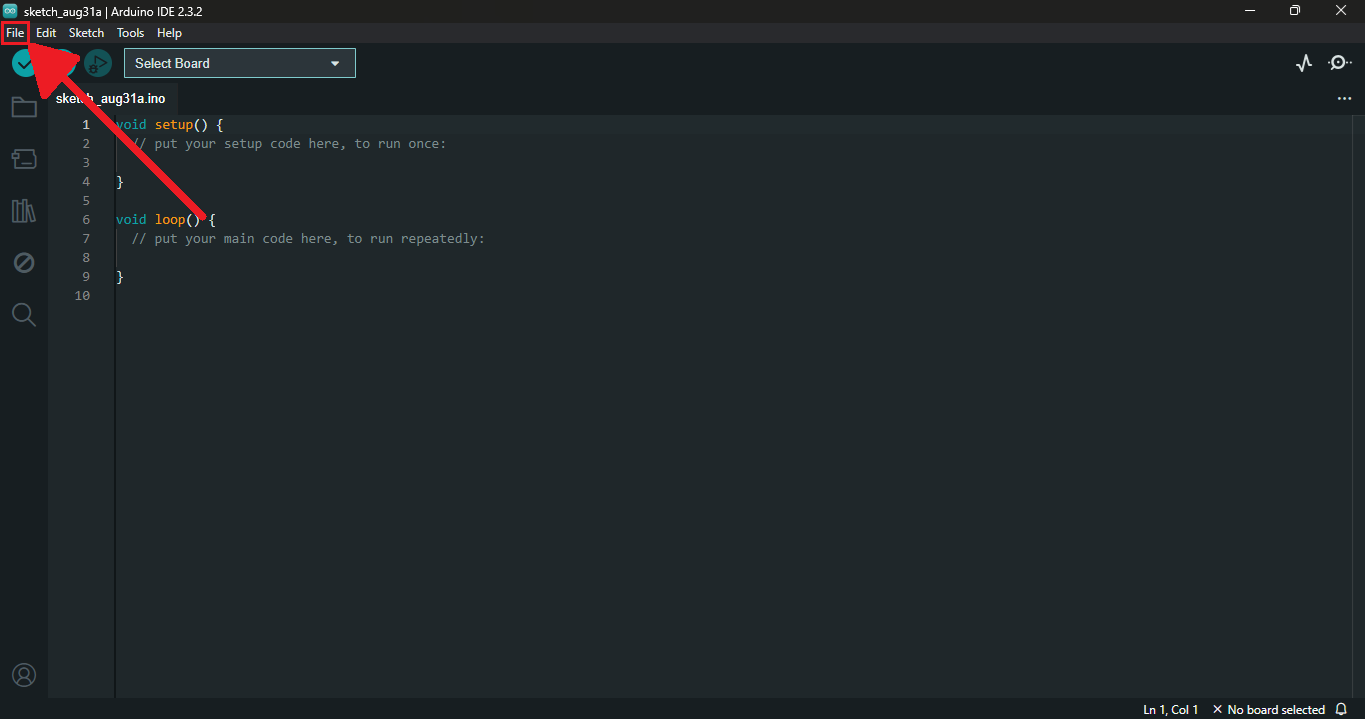 sketch_aug31a | Arduino IDE 2.3.2
File Edit Sketch Tools Help
Select Board
sketch_aug31a.ino
1 void setup() {
2 // put your setup code here, to run once:
3
4 }
5
6 void loop() {
7 // put your main code here, to run repeatedly:
8
9 }
10
Ln 1, Col 1 × No board selected